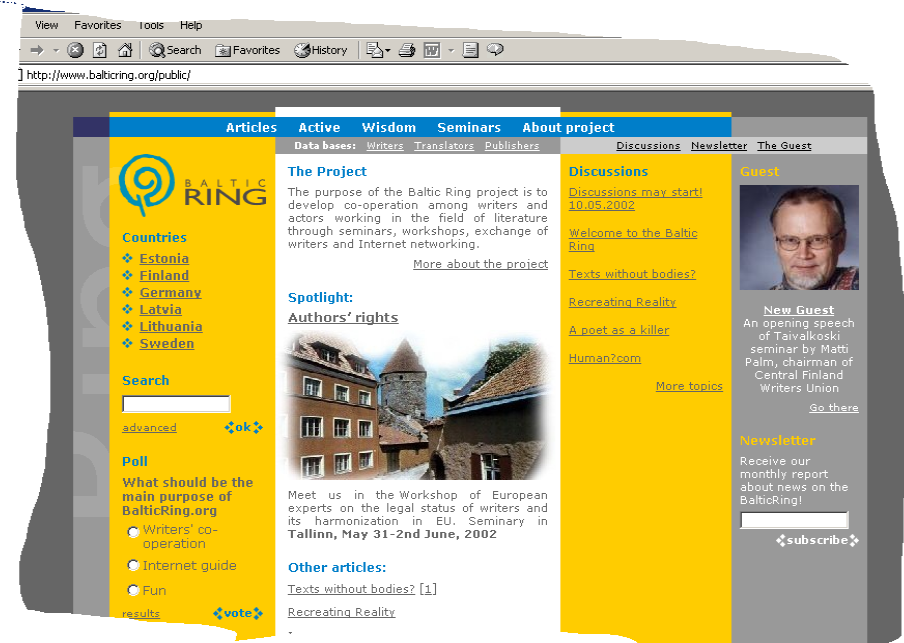 View Favorites Tools Help
Search Favorites History
http://www.balticring.org/public/
Articles Active Wisdom Seminars About project
Data bases: Writers Translators Publishers
Discussions Newsletter The Guest
BALTIC
RING
Countries
Estonia
Finland
Germany
Latvia
Lithuania
Sweden
Search
advanced ok
Poll
What should be the
main purpose of
BalticRing.org
Writers' co-
operation
Internet guide
Fun
results vote
The Project
The purpose of the Baltic Ring project is to
develop co-operation among writers and
actors working in the field of literature
through seminars, workshops, exchange of
writers and Internet networking.
More about the project
Spotlight:
Authors' rights
Meet us in the Workshop of European
experts on the legal status of writers and
its harmonization in EU. Seminary in
Tallinn, May 31-2nd June, 2002
Other articles:
Texts without bodies? [1]
Recreating Reality
Discussions
Discussions may start!
10.05.2002
Welcome to the Baltic
Ring
Texts without bodies?
Recreating Reality
A poet as a killer
Human?com
More topics
Guest
New Guest
An opening speech
of Taivalkoski
seminar by Matti
Palm, chairman of
Central Finland
Writers Union
Go there
Newsletter
Receive our
monthly report
about news on the
BalticRing!
subscribe